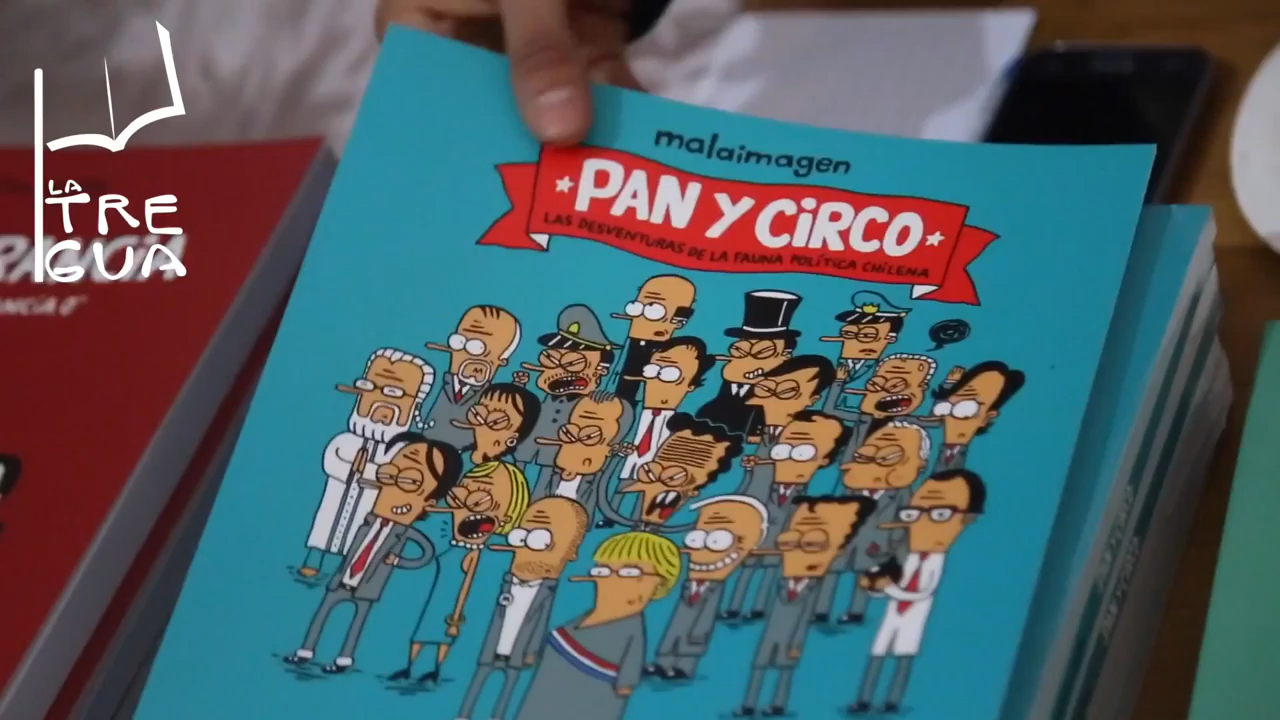 LA
TRE
GUA
malaimagen
PAN Y CiRCO
LAS DESVENTURAS DE LA FAUNA POLÍTICA CHILENA